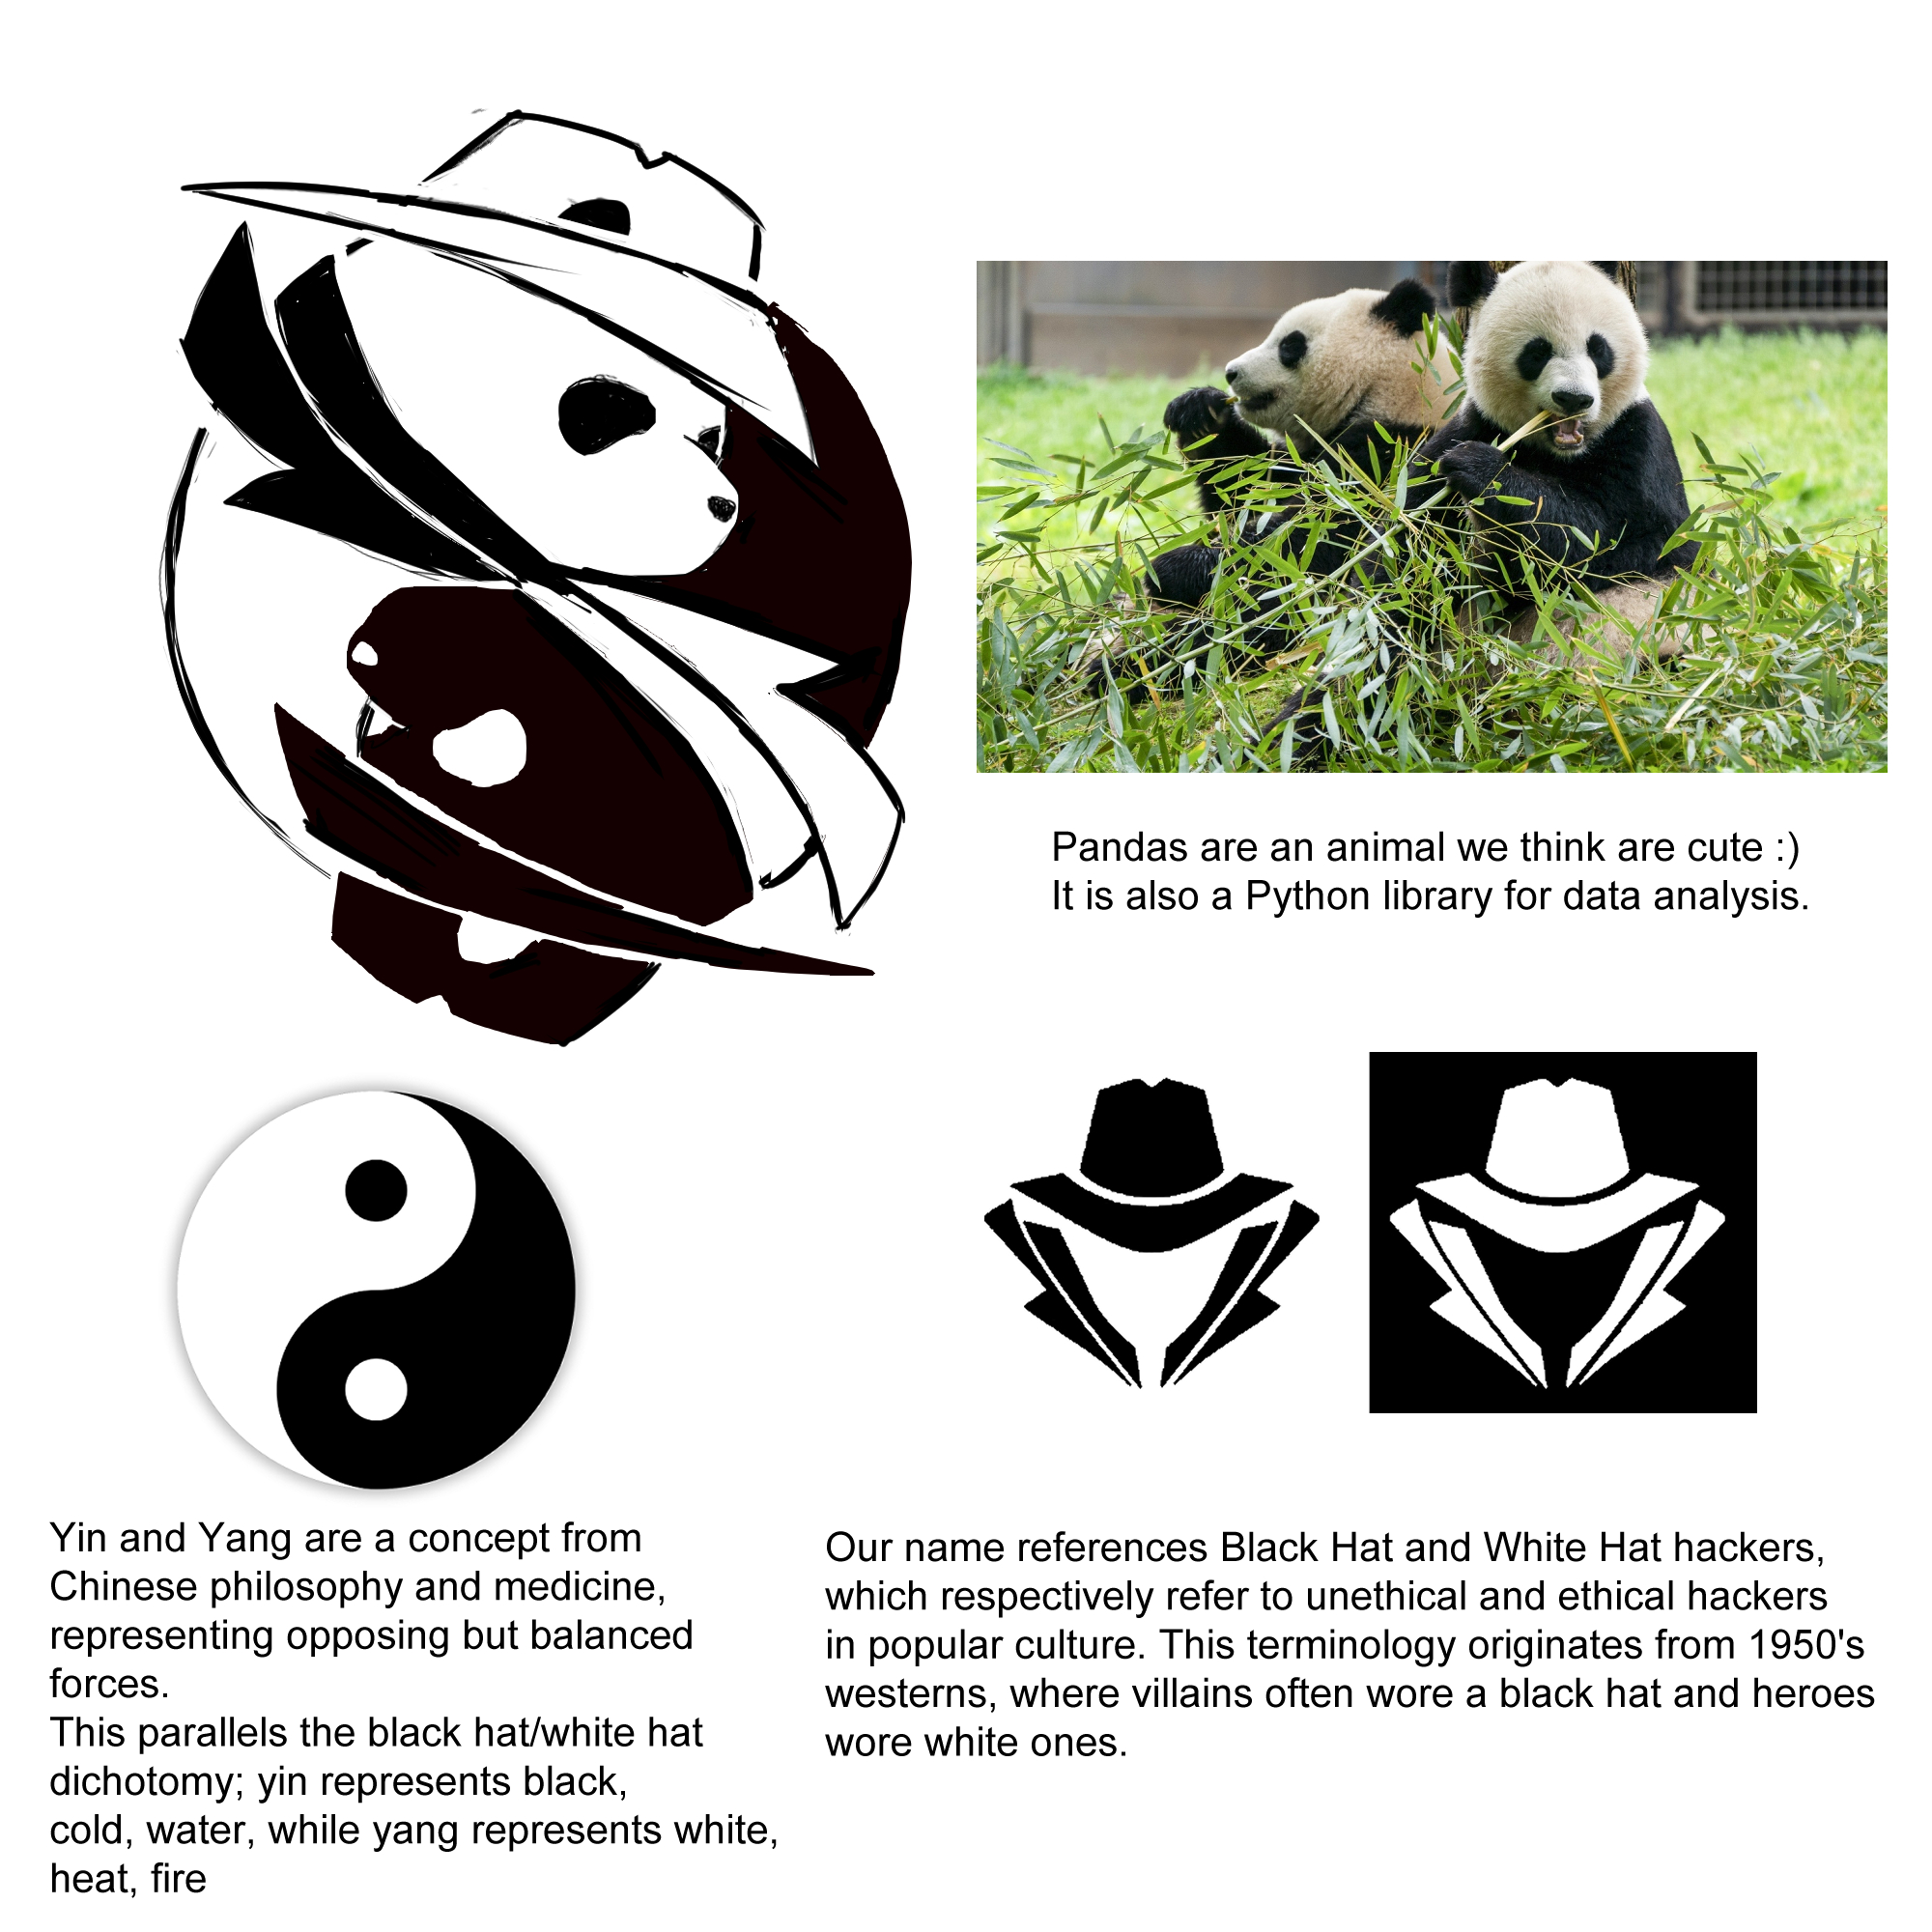 Pandas are an animal we think are cute :)
It is also a Python library for data analysis.
Yin and Yang are a concept from
Chinese philosophy and medicine,
representing opposing but balanced
forces.
This parallels the black hat/white hat
dichotomy; yin represents black,
cold, water, while yang represents white,
heat, fire
Our name references Black Hat and White Hat hackers,
which respectively refer to unethical and ethical hackers
in popular culture. This terminology originates from 1950's
westerns, where villains often wore a black hat and heroes
wore white ones.